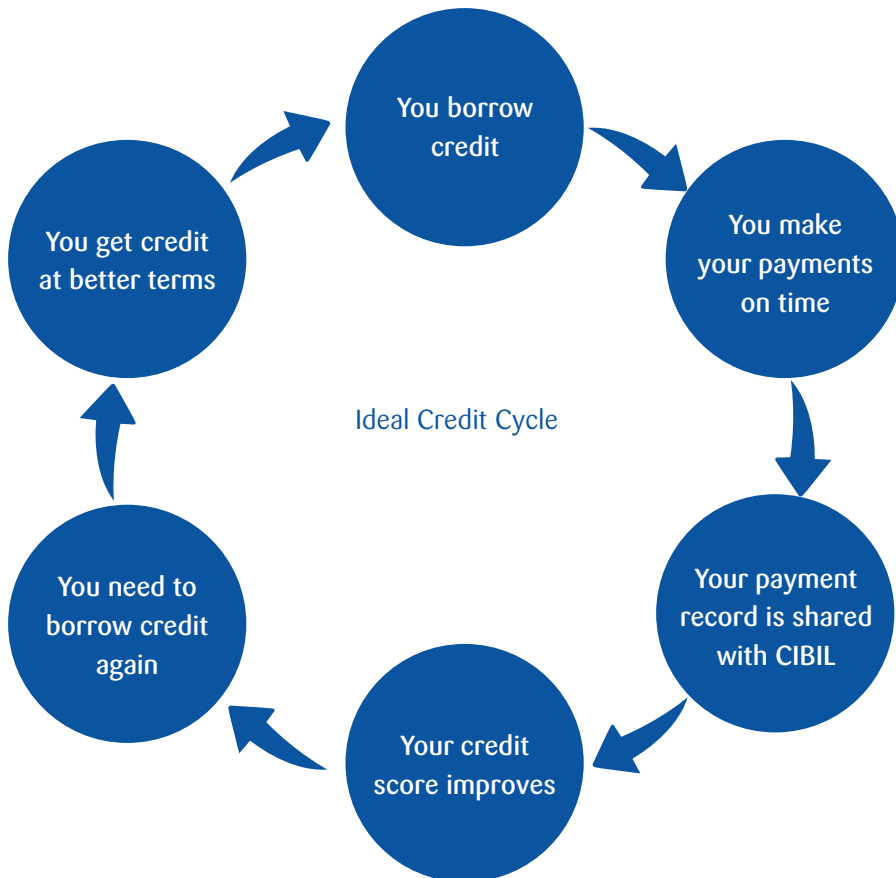 You borrow
credit
You make
your payments
on time
Your payment
record is shared
with CIBIL
Your credit
score improves
You need to
borrow credit
again
You get credit
at better terms
Ideal Credit Cycle